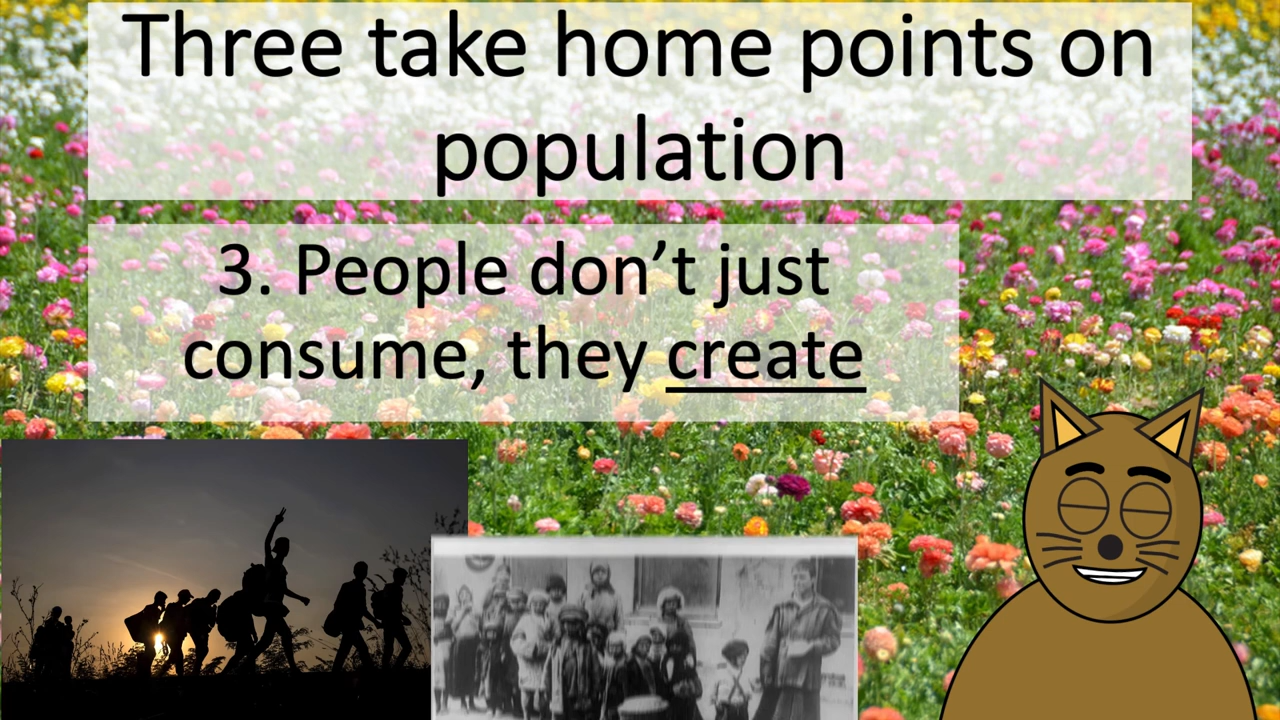 Three take home points on
population
3. People don’t just
consume, they create